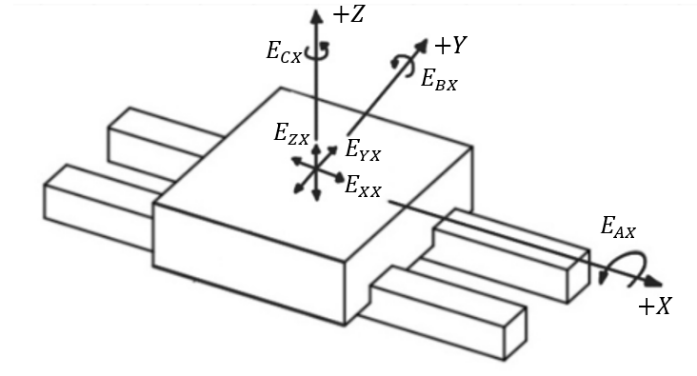 +Z
+Y
E_CX
E_BX
E_ZX
E_YX
E_XX
E_AX
+X